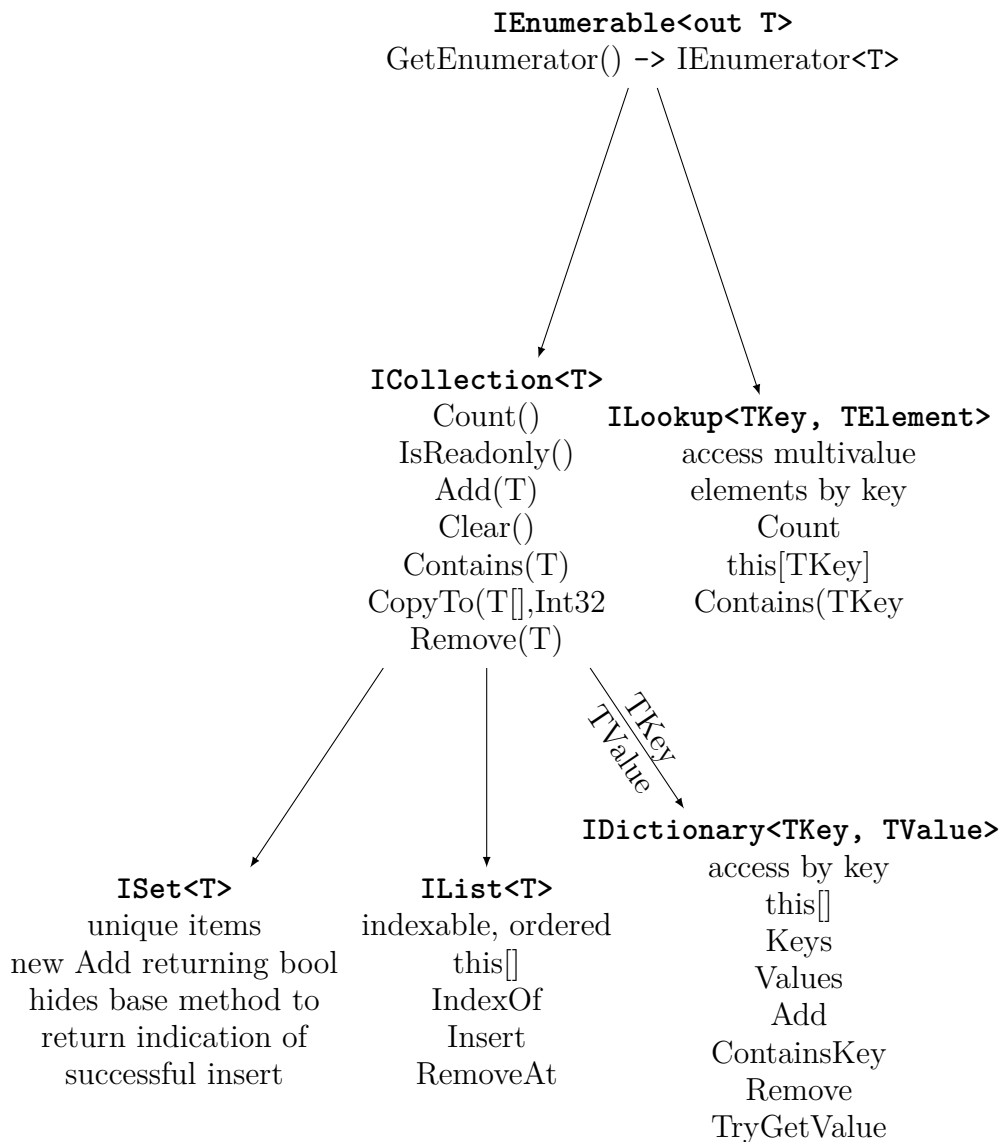 IEnumerable<out T>
GetEnumerator() -> IEnumerator<T>
ICollection<T>
Count()
IsReadonly()
Add(T)
Clear()
Contains(T)
CopyTo(T[],Int32
Remove(T)
ILookup<TKey, TElement>
access multivalue
elements by key
Count
this[TKey]
Contains(TKey
TKey
TValue
ISet<T>
unique items
new Add returning bool
hides base method to
return indication of
successful insert
IList<T>
indexable, ordered
this[]
IndexOf
Insert
RemoveAt
IDictionary<TKey, TValue>
access by key
this[]
Keys
Values
Add
ContainsKey
Remove
TryGetValue